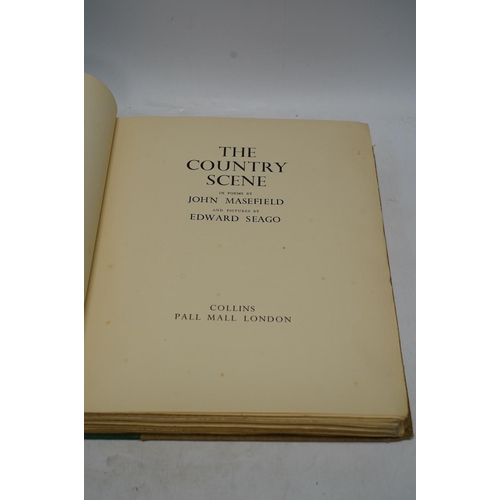 THE
COUNTRY
SCENE
IN POEMS BY
JOHN MASEFIELD
AND PICTURES BY
EDWARD SEAGO
COLLINS
PALL MALL LONDON